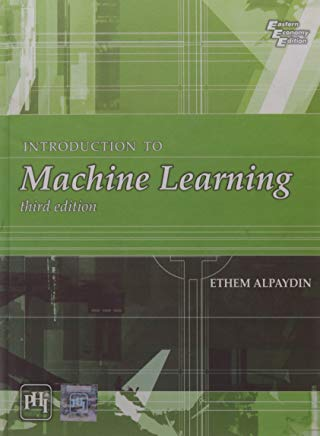 Eastern
Economy
Edition
INTRODUCTION TO
Machine Learning
third edition
ETHEM ALPAYDIN
PHI